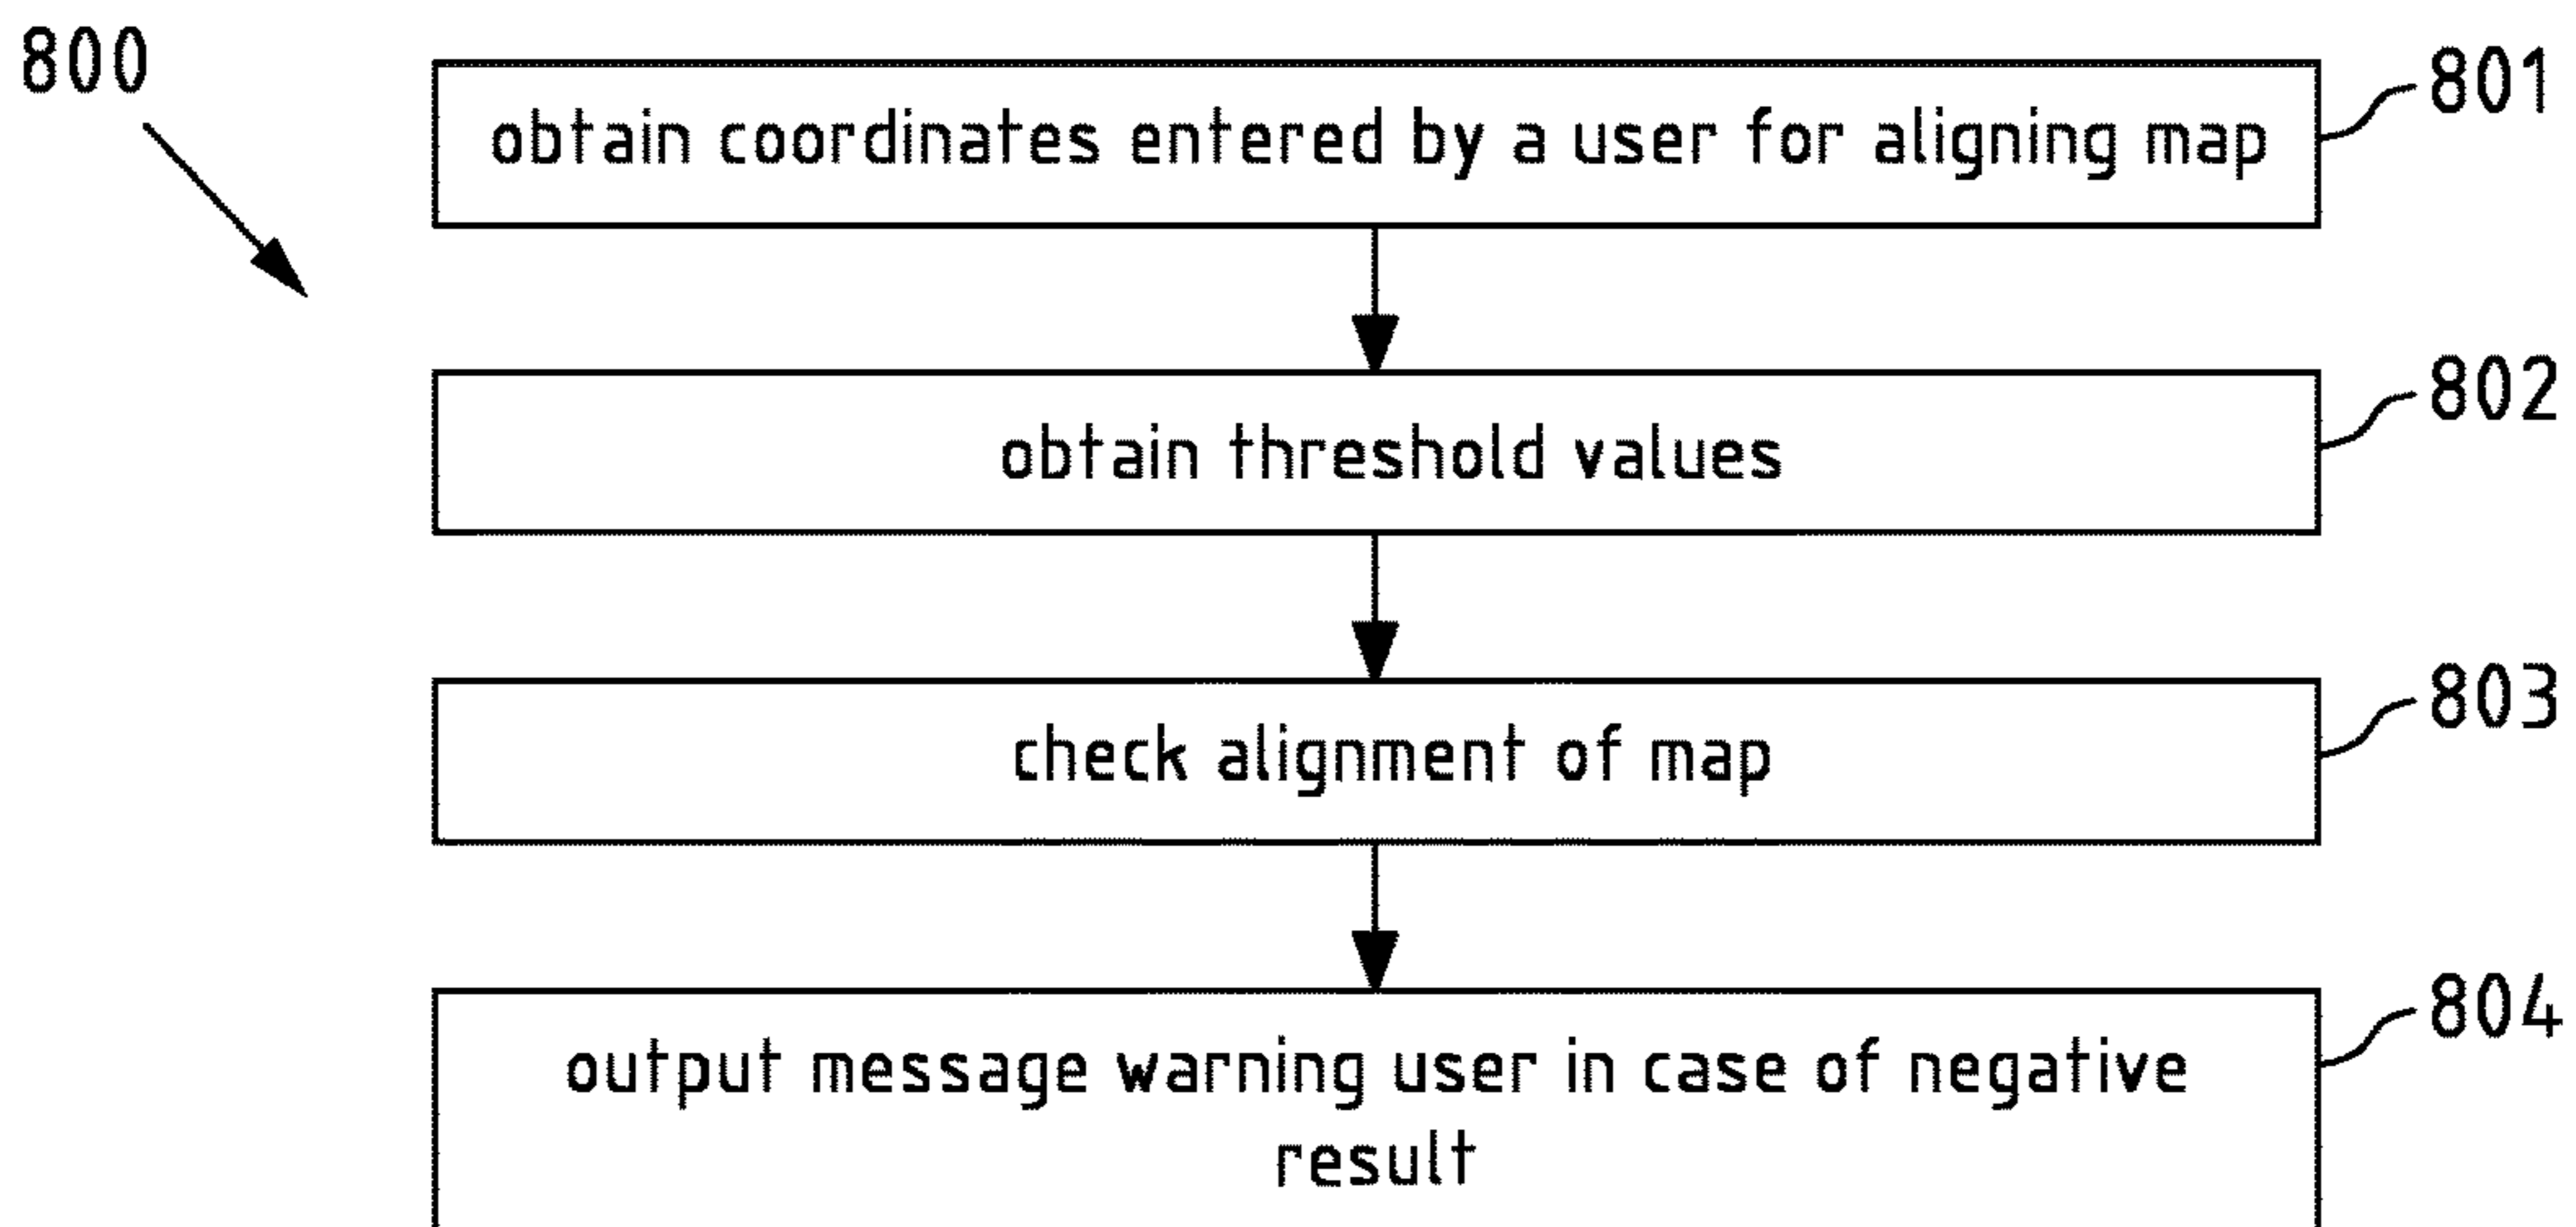 800
obtain coordinates entered by a user for aligning map
801
obtain threshold values
802
check alignment of map
803
output message warning user in case of negative
result
804